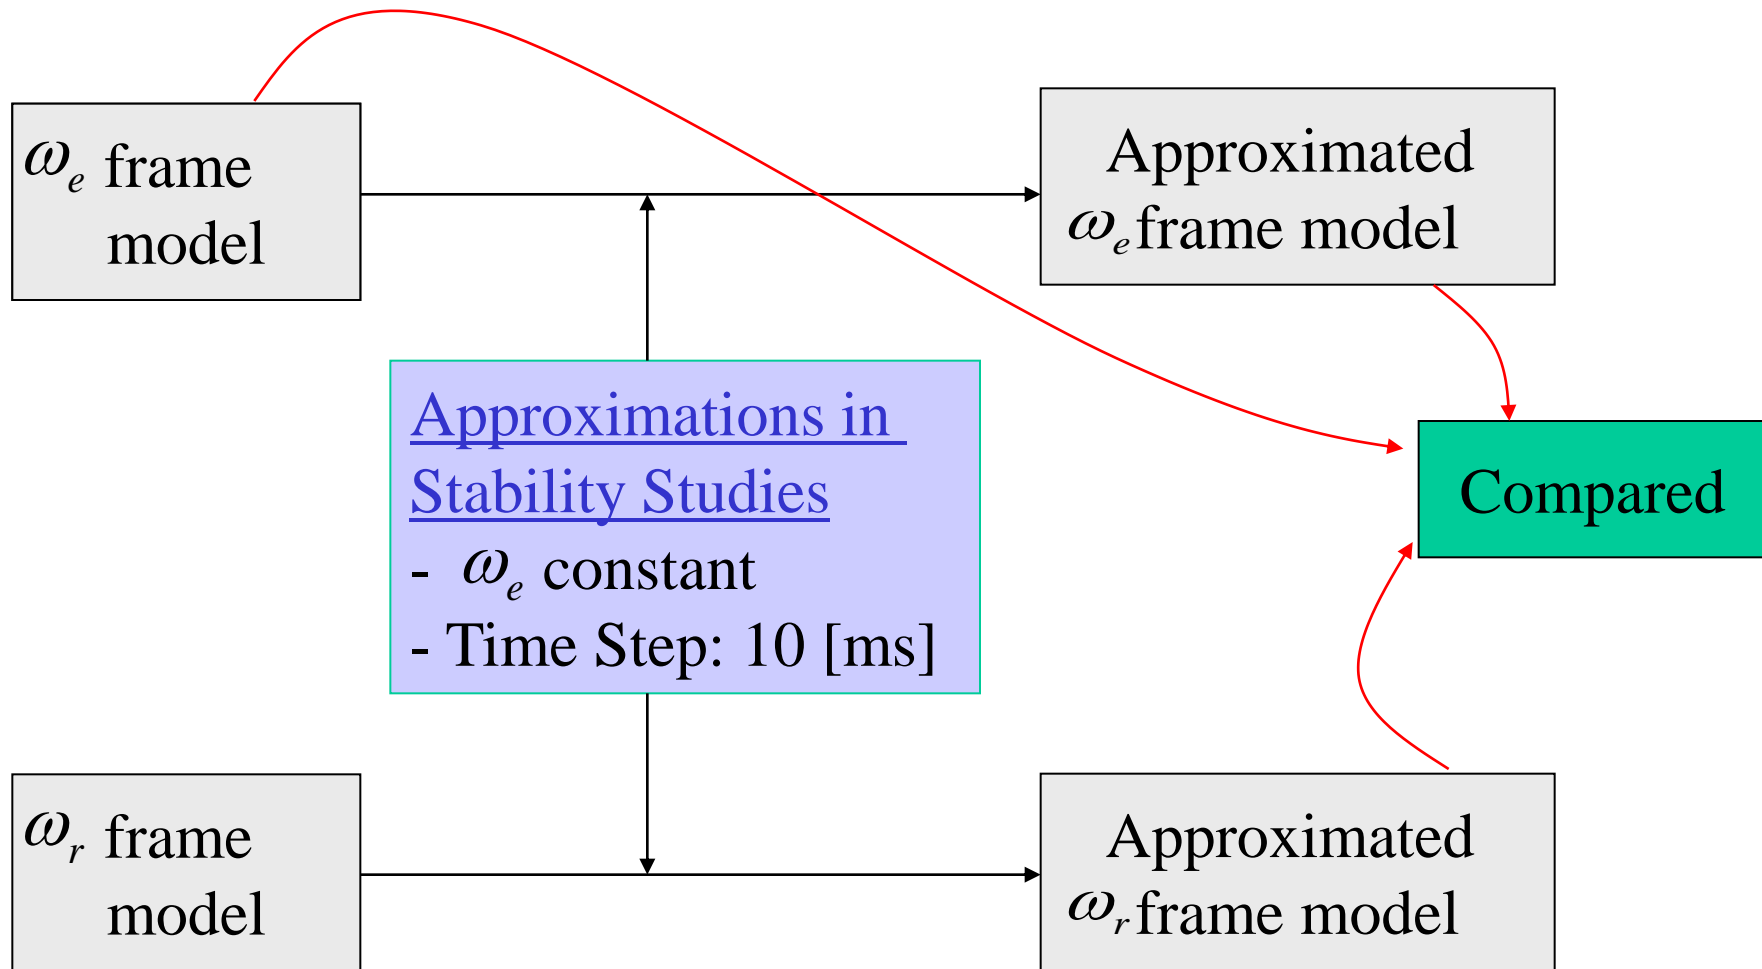 ωe frame
model
Approximated
ωe frame model
Approximations in
Stability Studies
- ωe constant
- Time Step: 10 [ms]
Compared
ωr frame
model
Approximated
ωr frame model